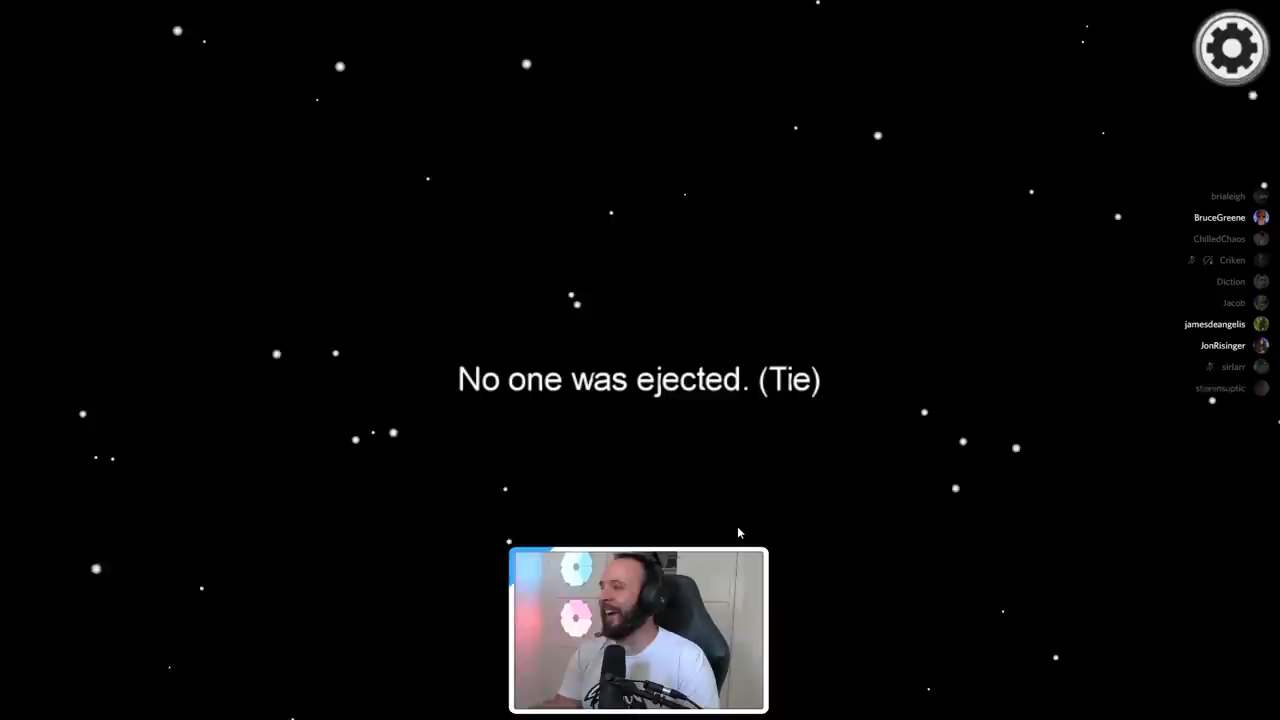 brialeigh
BruceGreene
ChilledChaos
Criken
Diction
Jacob
jamesdeangelis
No one was ejected. (Tie)
JonRisinger
sirlarr